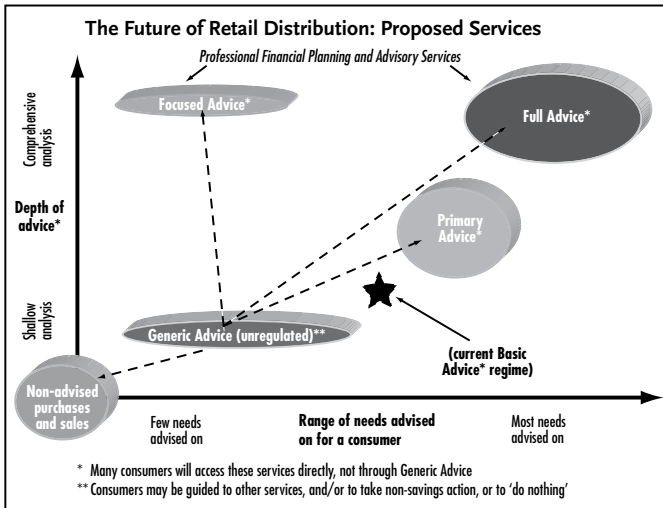 The Future of Retail Distribution: Proposed Services
Professional Financial Planning and Advisory Services
Comprehensive
analysis
Focused Advice*
Full Advice*
Depth of
advice*
Primary
Advice*
Shallow
analysis
Generic Advice (unregulated)**
(current Basic
Advice* regime)
Non-advised
purchases
and sales
Few needs
advised on
Range of needs advised
on for a consumer
Most needs
advised on
* Many consumers will access these services directly, not through Generic Advice
** Consumers may be guided to other services, and/or to take non-savings action, or to ‘do nothing’